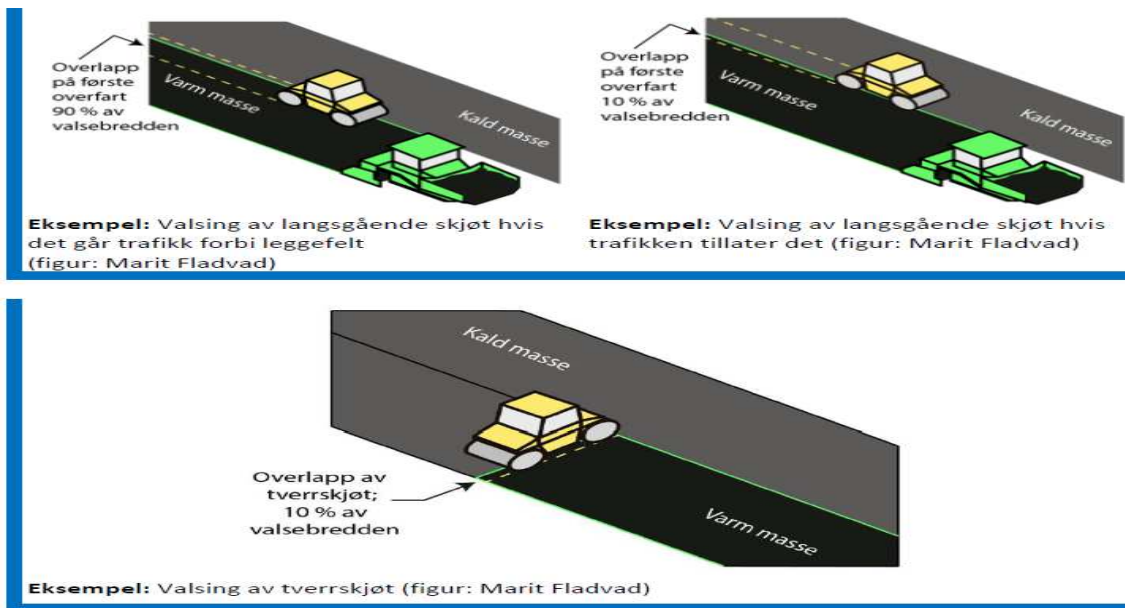 Overlapp
på første
overfart
90 % av
valsebredden
Varm masse
Kald masse
Eksempel: Valsing av langsgående skjøt hvis
det går trafikk forbi leggefelt
(figur: Marit Fladvad)
Overlapp
på første
overfart
10 % av
valsebredden
Varm masse
Kald masse
Eksempel: Valsing av langsgående skjøt hvis
trafikken tillater det (figur: Marit Fladvad)
Kald masse
Overlapp av
tverrskjøt;
10 % av
valsebredden
Varm masse
Eksempel: Valsing av tverrskjøt (figur: Marit Fladvad)